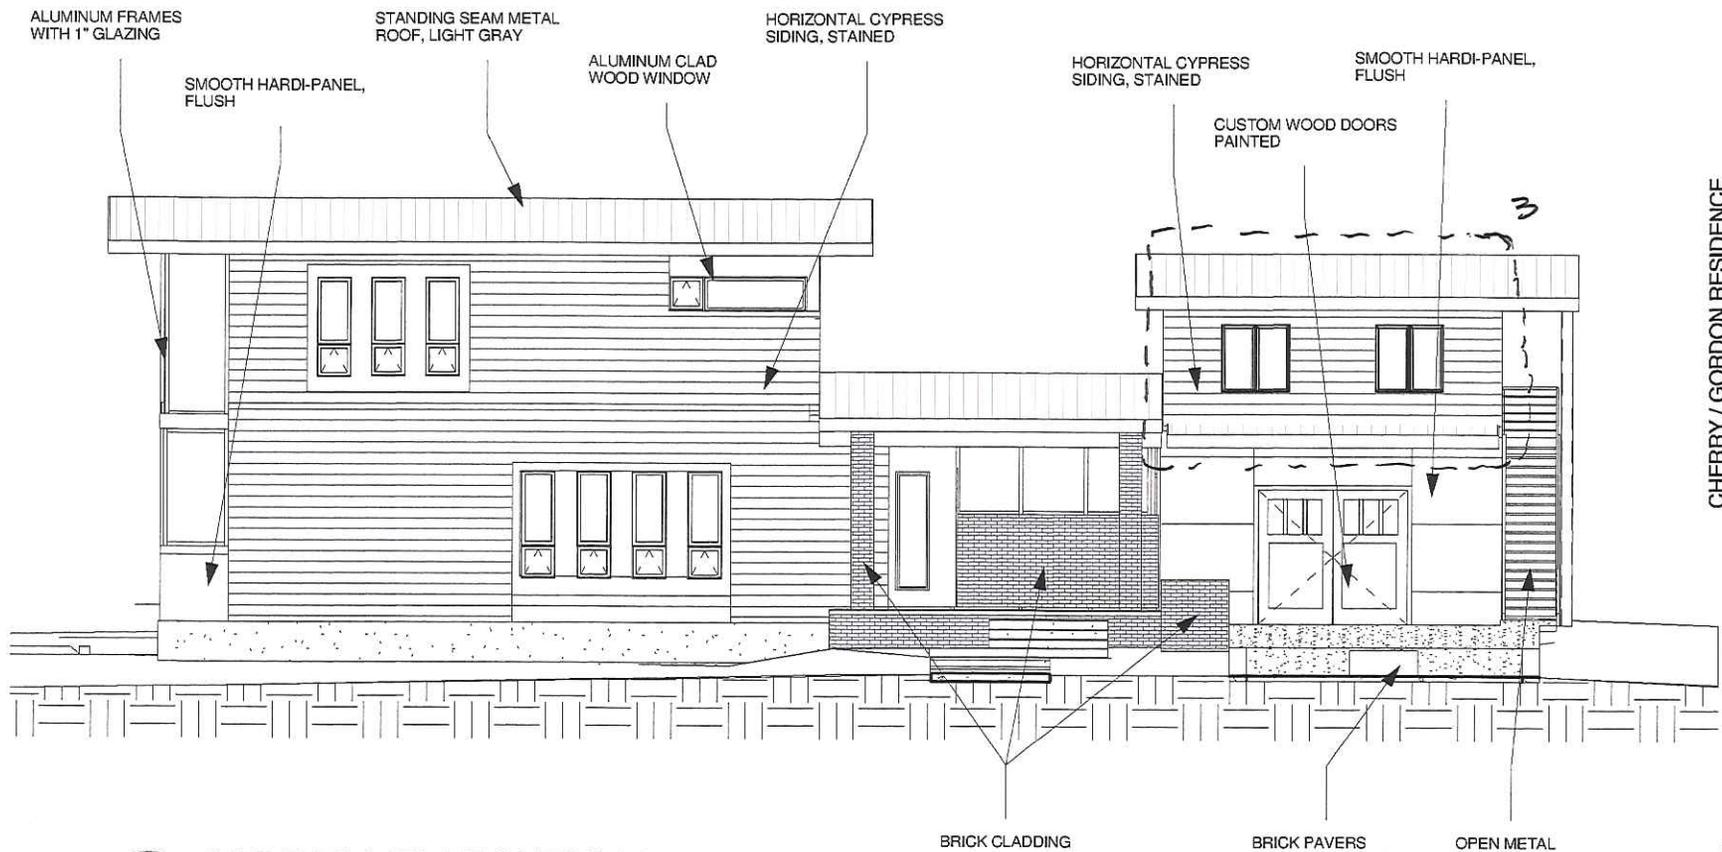 ALUMINUM FRAMES
WITH 1" GLAZING
SMOOTH HARDI-PANEL,
FLUSH
STANDING SEAM METAL
ROOF, LIGHT GRAY
ALUMINUM CLAD
WOOD WINDOW
HORIZONTAL CYPRESS
SIDING, STAINED
HORIZONTAL CYPRESS
SIDING, STAINED
CUSTOM WOOD DOORS
PAINTED
SMOOTH HARDI-PANEL,
FLUSH
3
CHERRY / GORDON RESIDENCE
BRICK CLADDING
BRICK PAVERS
OPEN METAL